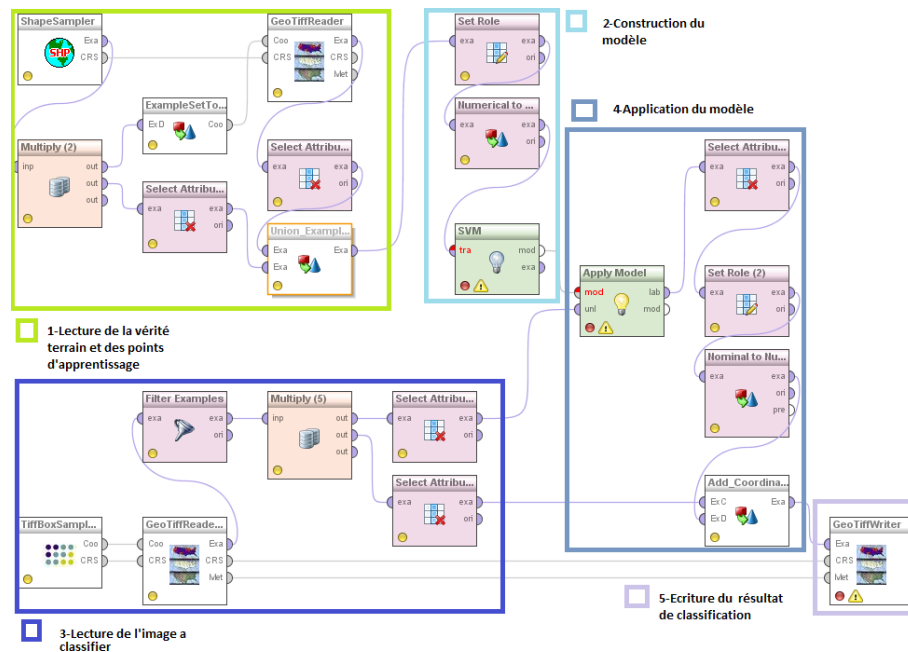 ShapeSampler
SHP
Exa
CRS
GeoTiffReader
Coo
CRS
Exa
CRS
Met
ExampleSetTo...
ExD
Coo
Multiply (2)
inp
out
out
out
Select Attribu...
exa
exa
ori
Select Attribu...
exa
exa
ori
Union_Exampl...
Exa
Exa
Exa
1-Lecture de la vérité
terrain et des points
d'apprentissage
Set Role
exa
exa
ori
Numerical to ...
exa
exa
ori
SVM
tra
mod
exa
2-Construction du
modèle
4-Application du modèle
Apply Model
mod
unl
lab
mod
Select Attribu...
exa
exa
ori
Set Role (2)
exa
exa
ori
Nominal to Nu...
exa
exa
ori
pre
Add_Coordina...
ExC
ExD
Exa
Filter Examples
exa
exa
ori
Multiply (5)
inp
out
out
out
Select Attribu...
exa
exa
ori
Select Attribu...
exa
exa
ori
TiffBoxSampl...
Coo
CRS
GeoTiffReade...
Coo
CRS
Exa
CRS
Met
3-Lecture de l'image a
classifier
GeoTiffWriter
Exa
CRS
Met
5-Ecriture du résultat
de classification